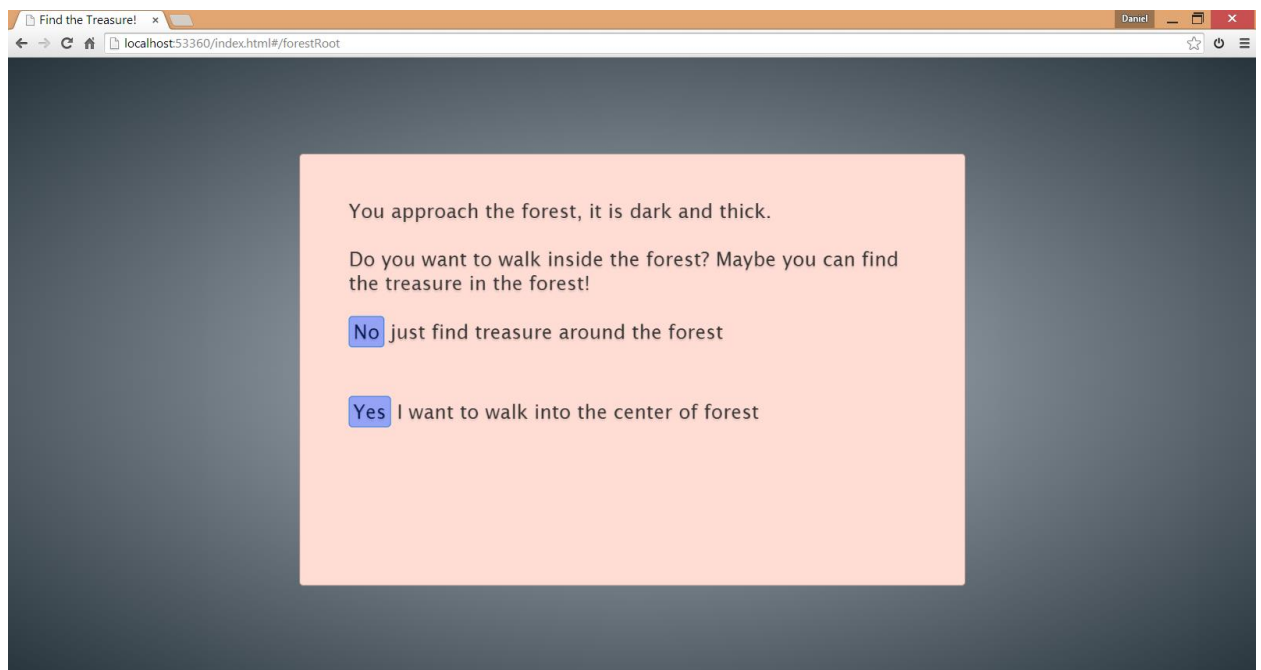 Find the Treasure!
Daniel
localhost:53360/index.html#/forestRoot
You approach the forest, it is dark and thick.
Do you want to walk inside the forest? Maybe you can find
the treasure in the forest!
No just find treasure around the forest
Yes I want to walk into the center of forest